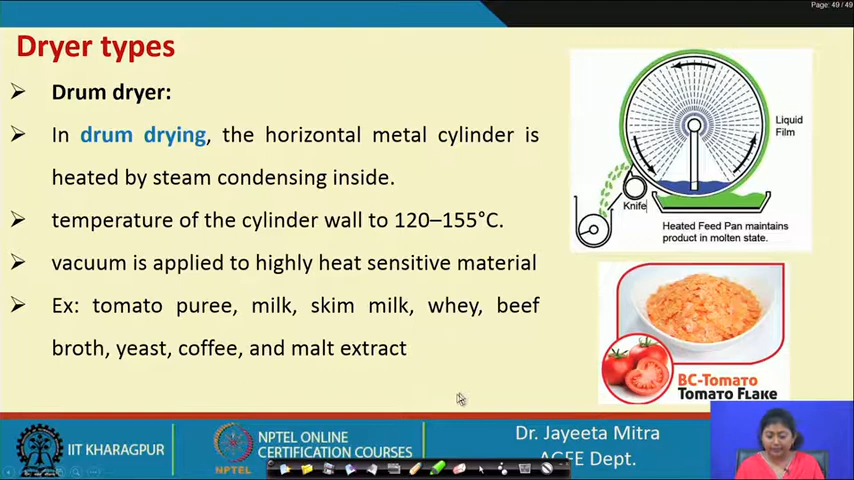 Page: 49 / 49
Dryer types
Drum dryer:
In drum drying, the horizontal metal cylinder is
heated by steam condensing inside.
temperature of the cylinder wall to 120–155°C.
vacuum is applied to highly heat sensitive material
Ex: tomato puree, milk, skim milk, whey, beef
broth, yeast, coffee, and malt extract
Liquid
Film
Knife
Heated Feed Pan maintains
product in molten state.
BC-Tomato
Tomato Flake
IIT KHARAGPUR
NPTEL
NPTEL ONLINE
CERTIFICATION COURSES
Dr. Jayeeta Mitra
AGFE Dept.